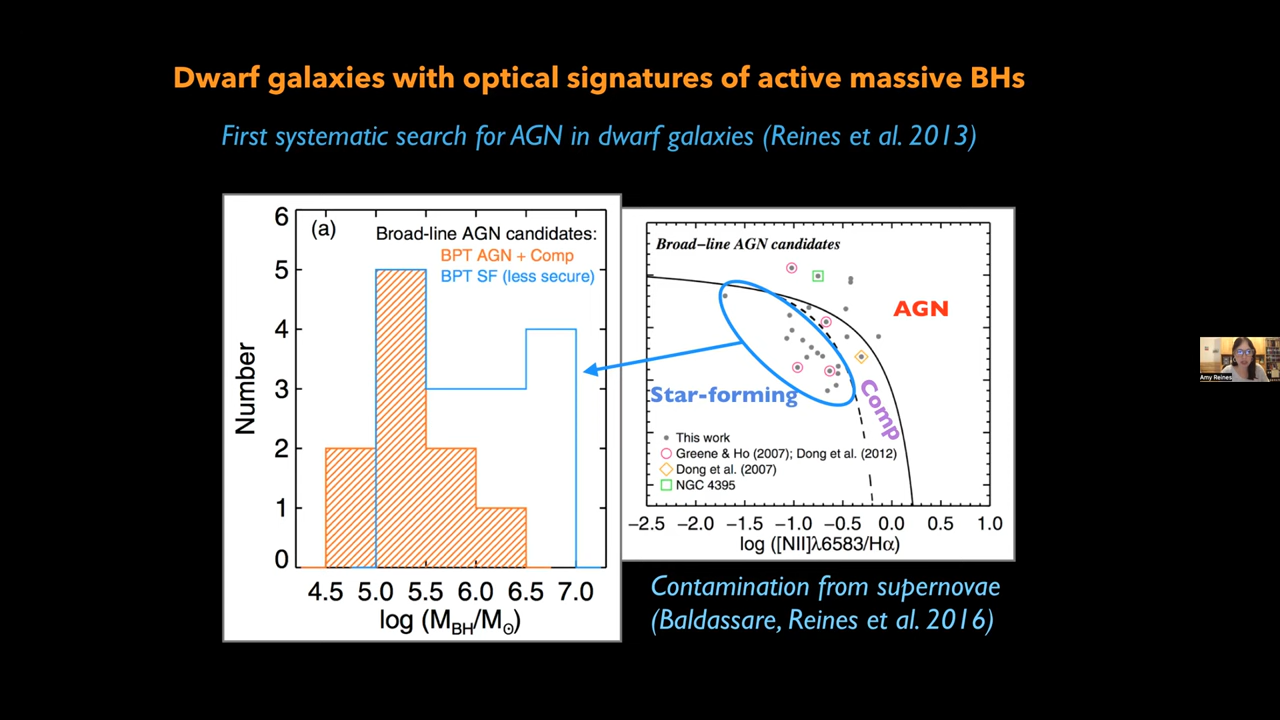 Dwarf galaxies with optical signatures of active massive BHs
First systematic search for AGN in dwarf galaxies (Reines et al. 2013)
(a)
Broad-line AGN candidates:
BPT AGN + Comp
BPT SF (less secure)
6
5
4
3
2
1
0
Number
4.5 5.0 5.5 6.0 6.5 7.0
log (M_BH/M_⊙)
Broad-line AGN candidates
AGN
Star-forming
Comp
This work
Greene & Ho (2007); Dong et al. (2012)
Dong et al. (2007)
NGC 4395
−2.5 −2.0 −1.5 −1.0 −0.5 0.0 0.5 1.0
log ([NII]λ6583/Hα)
Contamination from supernovae
(Baldassare, Reines et al. 2016)
Amy Reines